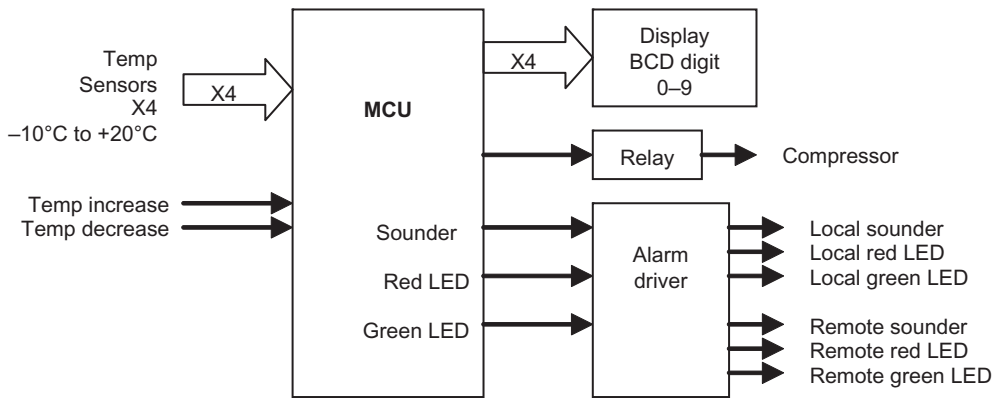 Temp
Sensors
X4
–10°C to +20°C
X4
Temp increase
Temp decrease
MCU
Sounder
Red LED
Green LED
X4
Display
BCD digit
0–9
Relay
Compressor
Alarm
driver
Local sounder
Local red LED
Local green LED
Remote sounder
Remote red LED
Remote green LED